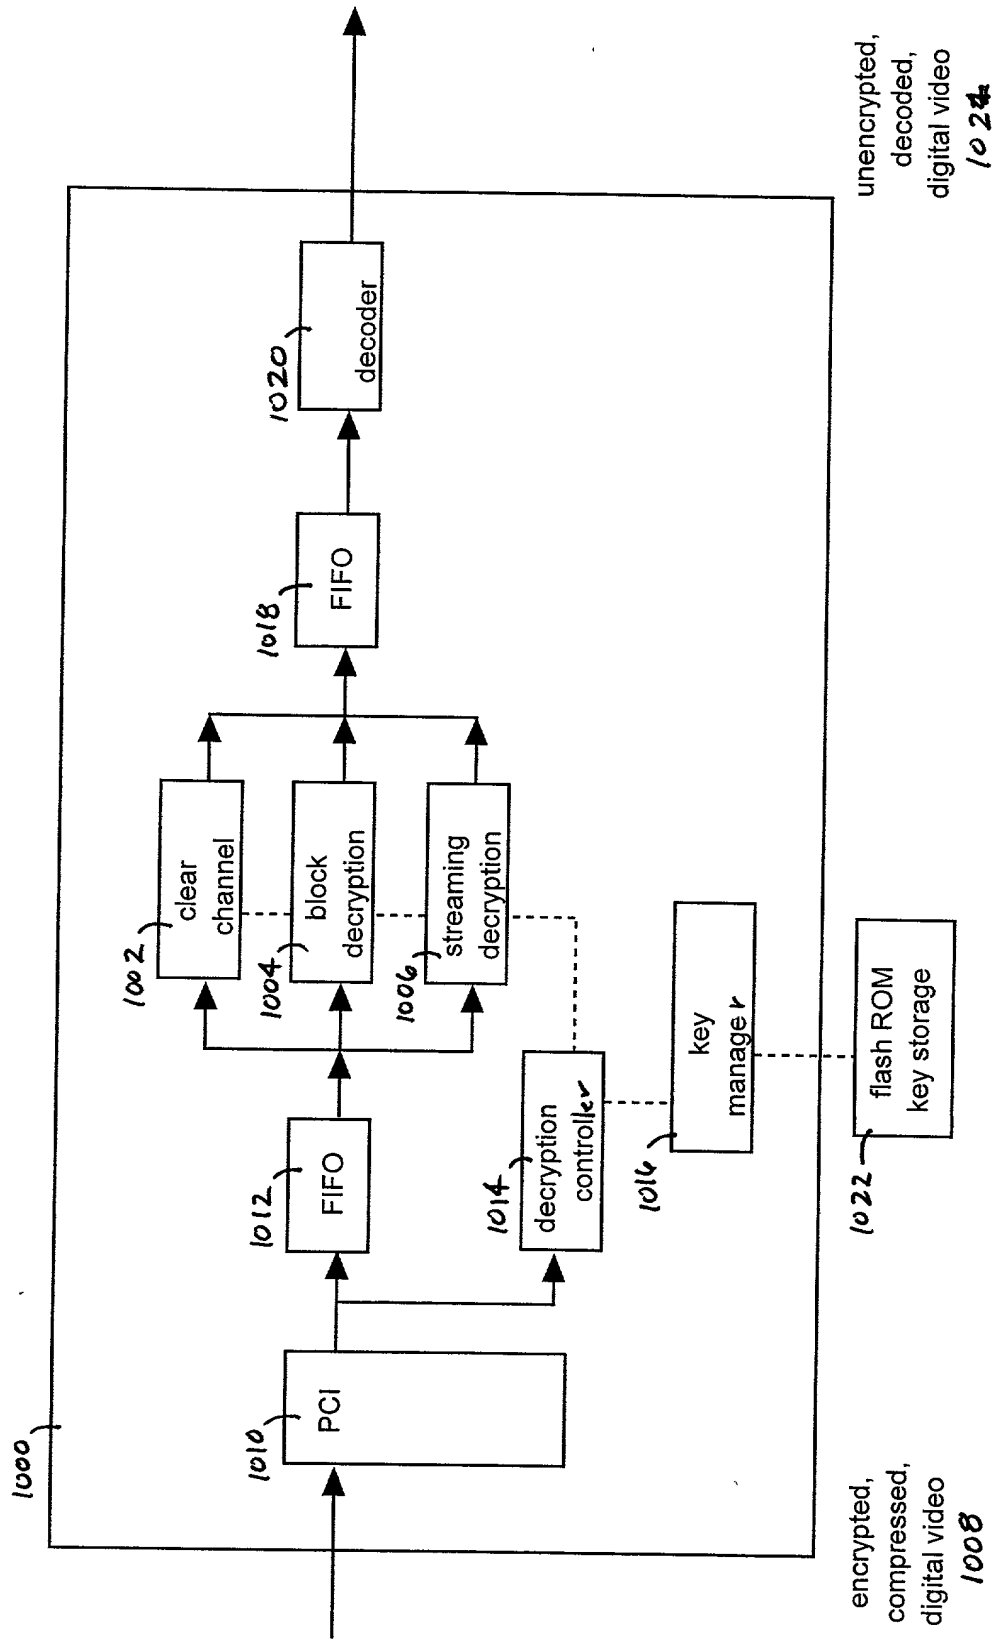 1000
encrypted,
compressed,
digital video
1008
1010
PCI
1012
FIFO
1014
decryption
controller
1016
key
manager
1022
flash ROM
key storage
1002
clear
channel
1004
block
decryption
1006
streaming
decryption
1018
FIFO
1020
decoder
unencrypted,
decoded,
digital video